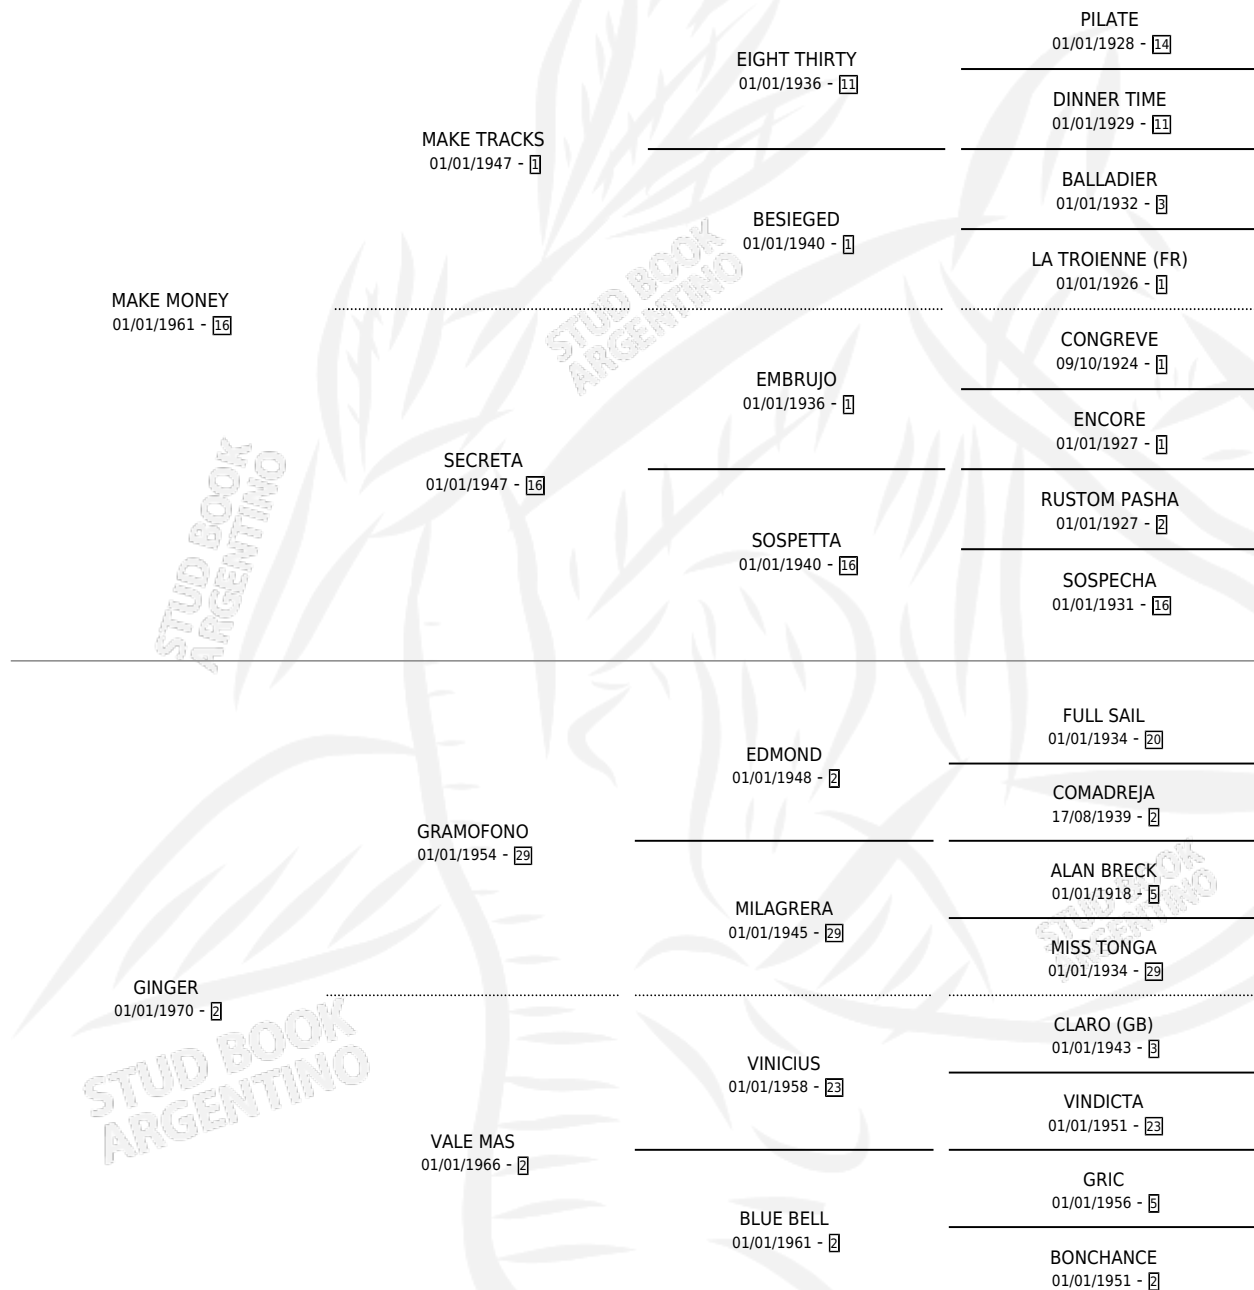 PILATE
01/01/1928 - 14
EIGHT THIRTY
01/01/1936 - 11
DINNER TIME
01/01/1929 - 11
MAKE TRACKS
01/01/1947 - 1
BALLADIER
01/01/1932 - 3
BESIEGED
01/01/1940 - 1
LA TROIENNE (FR)
01/01/1926 - 1
MAKE MONEY
01/01/1961 - 16
CONGREVE
09/10/1924 - 1
EMBRUJO
01/01/1936 - 1
ENCORE
01/01/1927 - 1
SECRETA
01/01/1947 - 16
RUSTOM PASHA
01/01/1927 - 2
SOSPETTA
01/01/1940 - 16
SOSPECHA
01/01/1931 - 16
FULL SAIL
01/01/1934 - 20
EDMOND
01/01/1948 - 2
COMADREJA
17/08/1939 - 2
GRAMOFONO
01/01/1954 - 29
ALAN BRECK
01/01/1918 - 5
MILAGRERA
01/01/1945 - 29
MISS TONGA
01/01/1934 - 29
GINGER
01/01/1970 - 2
CLARO (GB)
01/01/1943 - 3
VINICIUS
01/01/1958 - 23
VINDICTA
01/01/1951 - 23
VALE MAS
01/01/1966 - 2
GRIC
01/01/1956 - 5
BLUE BELL
01/01/1961 - 2
BONCHANCE
01/01/1951 - 2
STUD BOOK
ARGENTINO
STUD BOOK
ARGENTINO
STUD BOOK
ARGENTINO
STUD BOOK
ARGENTINO